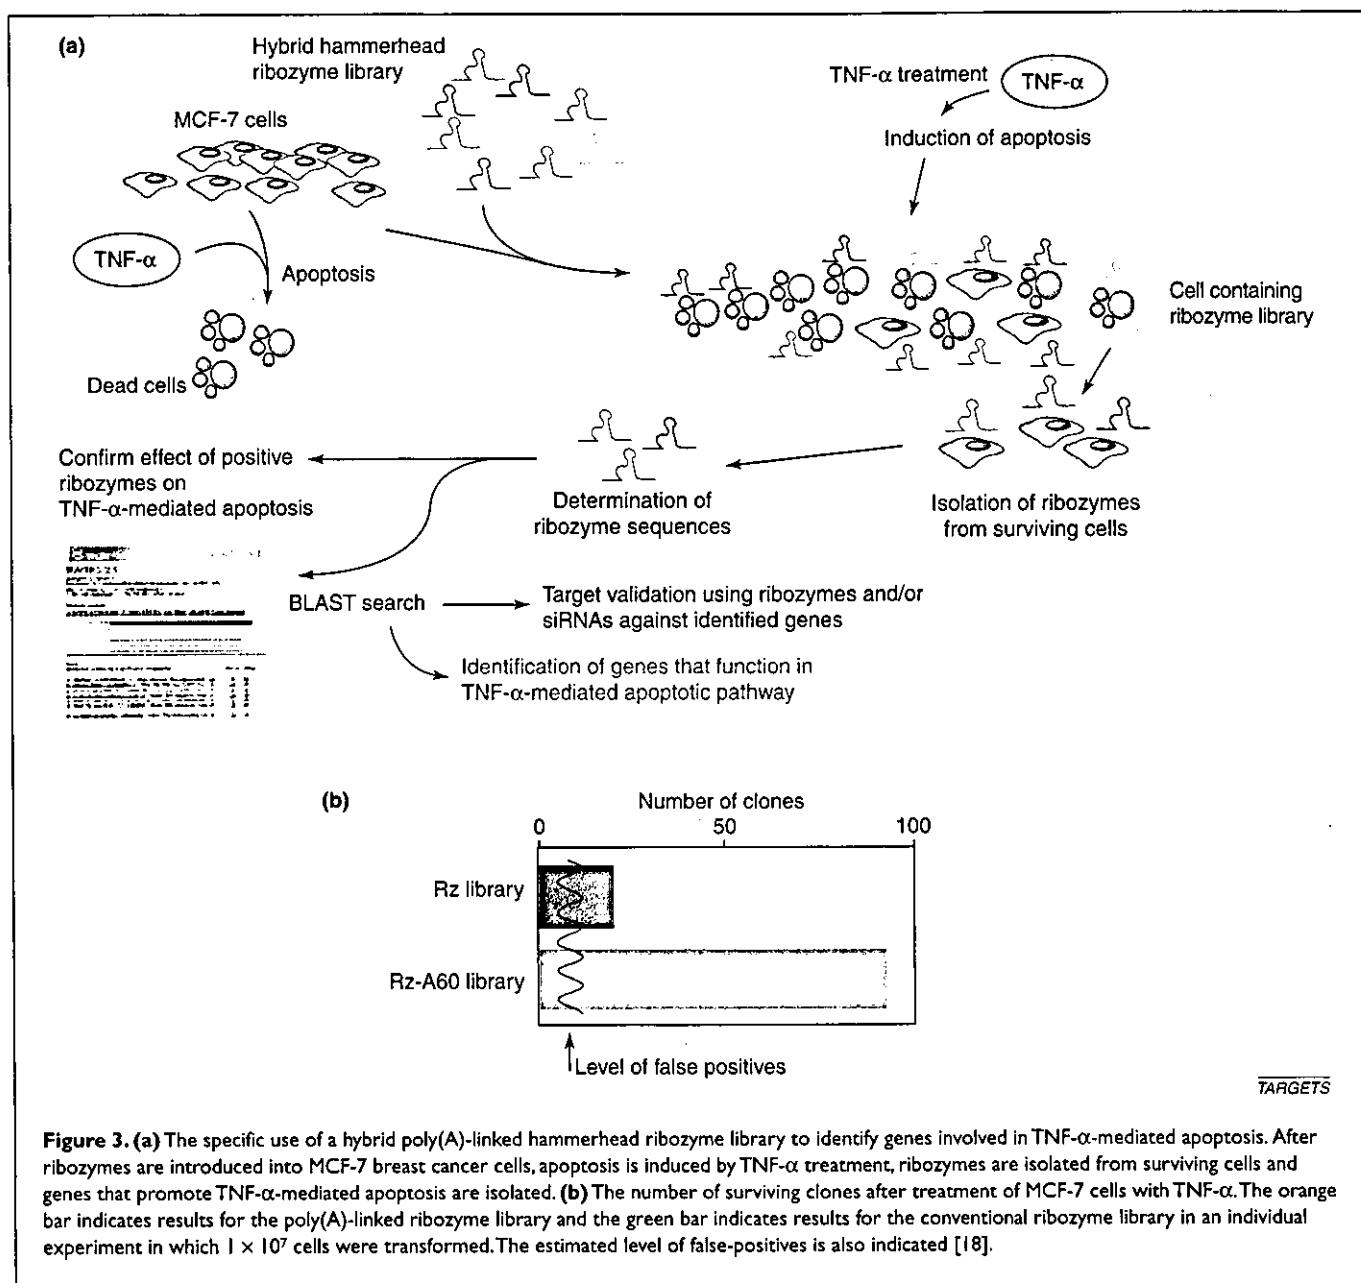 (a)
Hybrid hammerhead
ribozyme library
MCF-7 cells
TNF-α treatment
TNF-α
Induction of apoptosis
TNF-α
Apoptosis
Dead cells
Cell containing
ribozyme library
Confirm effect of positive
ribozymes on
TNF-α-mediated apoptosis
Determination of
ribozyme sequences
Isolation of ribozymes
from surviving cells
BLAST search
Target validation using ribozymes and/or
siRNAs against identified genes
Identification of genes that function in
TNF-α-mediated apoptotic pathway
(b)
Number of clones
0 50 100
Rz library
Rz-A60 library
Level of false positives
TARGETS
Figure 3. (a) The specific use of a hybrid poly(A)-linked hammerhead ribozyme library to identify genes involved in TNF-α-mediated apoptosis. After
ribozymes are introduced into MCF-7 breast cancer cells, apoptosis is induced by TNF-α treatment, ribozymes are isolated from surviving cells and
genes that promote TNF-α-mediated apoptosis are isolated. (b) The number of surviving clones after treatment of MCF-7 cells with TNF-α. The orange
bar indicates results for the poly(A)-linked ribozyme library and the green bar indicates results for the conventional ribozyme library in an individual
experiment in which 1 × 10⁷ cells were transformed. The estimated level of false-positives is also indicated [18].